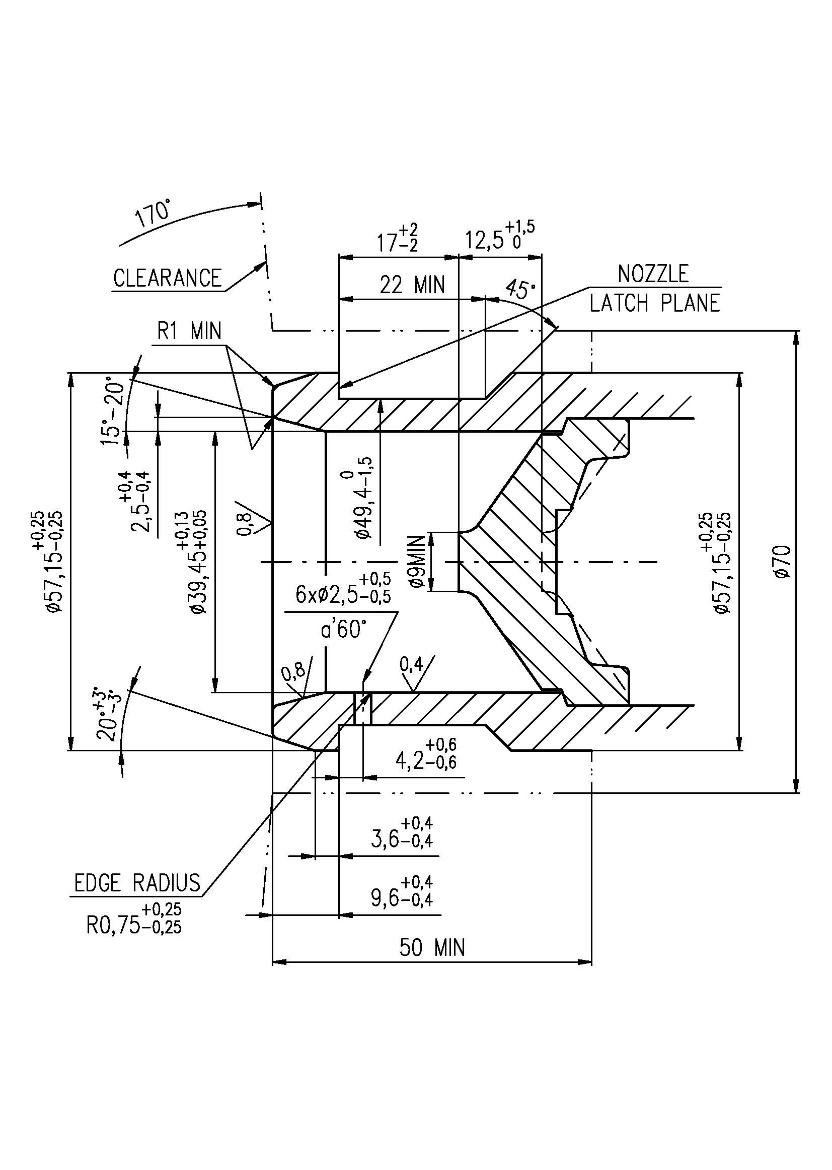 170°
CLEARANCE
R1 MIN
17+2-2
12,5+1,5 0
22 MIN
45°
NOZZLE
LATCH PLANE
15°-20°
2,5+0,4-0,4
ø57,15+0,25-0,25
ø39,45+0,13+0,05
0,8
ø49,4 0-1,5
ø9MIN
ø57,15+0,25-0,25
ø70
6xø2,5+0,5-0,5
a'60°
0,8
0,4
20°+3°-3°
4,2+0,6-0,6
3,6+0,4-0,4
EDGE RADIUS
R0,75+0,25-0,25
9,6+0,4-0,4
50 MIN